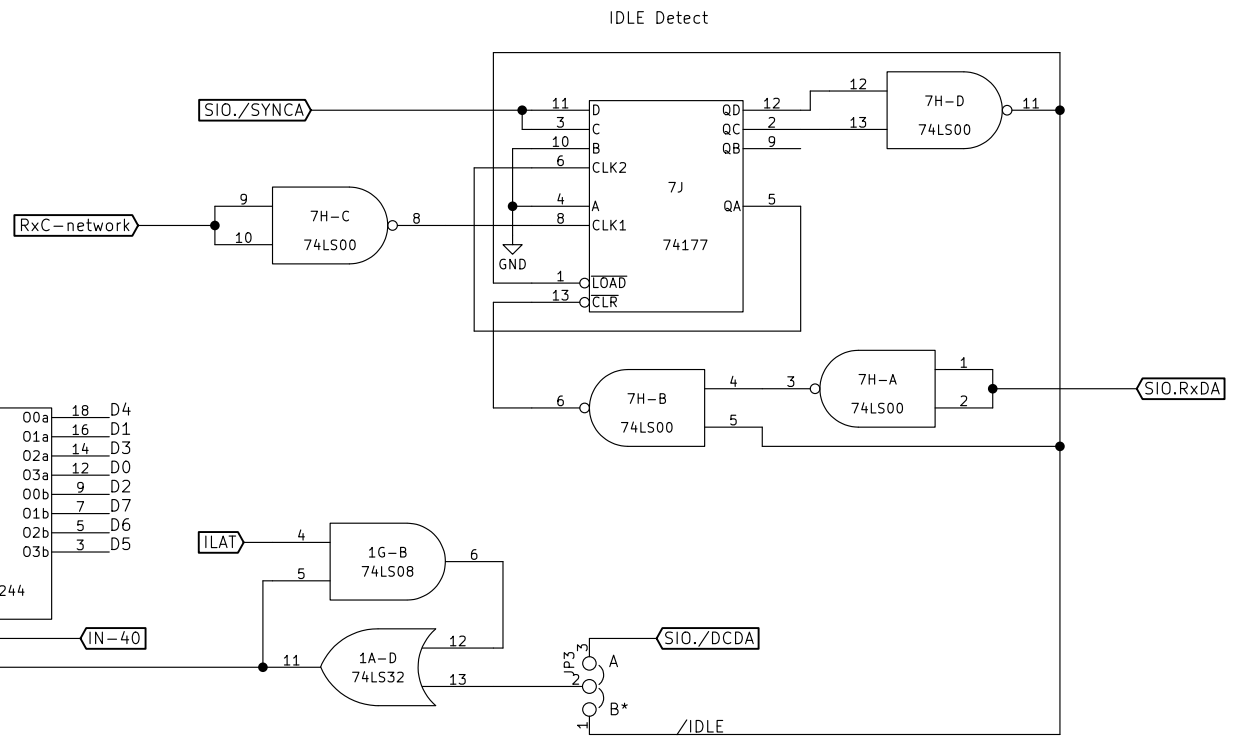 IDLE Detect
SIO./SYNCA
11 D QD 12
3 C QC 2
10 B QB 9
6 CLK2
7J
4 A QA 5
8 CLK1
74177
1 LOAD
13 CLR
GND
12
13
7H-D
74LS00
11
RxC-network
9
10
7H-C
74LS00
8
1
2
7H-A
74LS00
3
SIO.RxDA
4
5
7H-B
74LS00
6
O0a 18 D4
O1a 16 D1
O2a 14 D3
O3a 12 D0
O0b 9 D2
O1b 7 D7
O2b 5 D6
O3b 3 D5
244
IN-40
ILAT
4
5
1G-B
74LS08
6
12
13
1A-D
74LS32
11
SIO./DCDA
JP3
3
A
2
B*
1
/IDLE